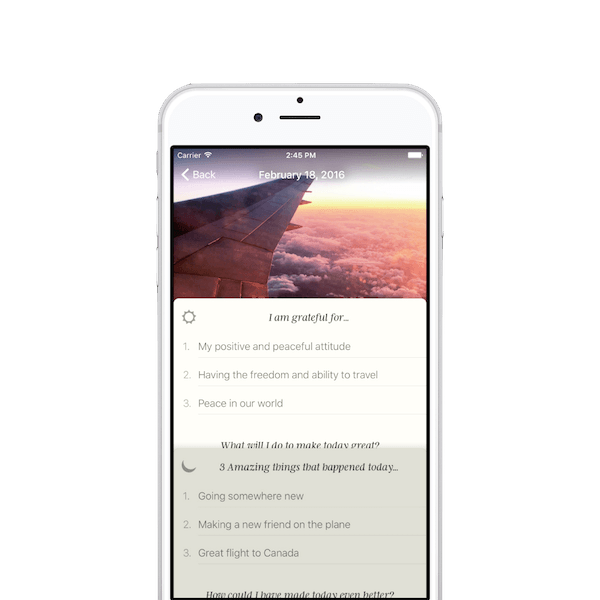 Carrier 2:45 PM
Back February 18, 2016
I am grateful for...
1. My positive and peaceful attitude
2. Having the freedom and ability to travel
3. Peace in our world
What will I do to make today great?
3 Amazing things that happened today...
1. Going somewhere new
2. Making a new friend on the plane
3. Great flight to Canada
How could I have made today even better?